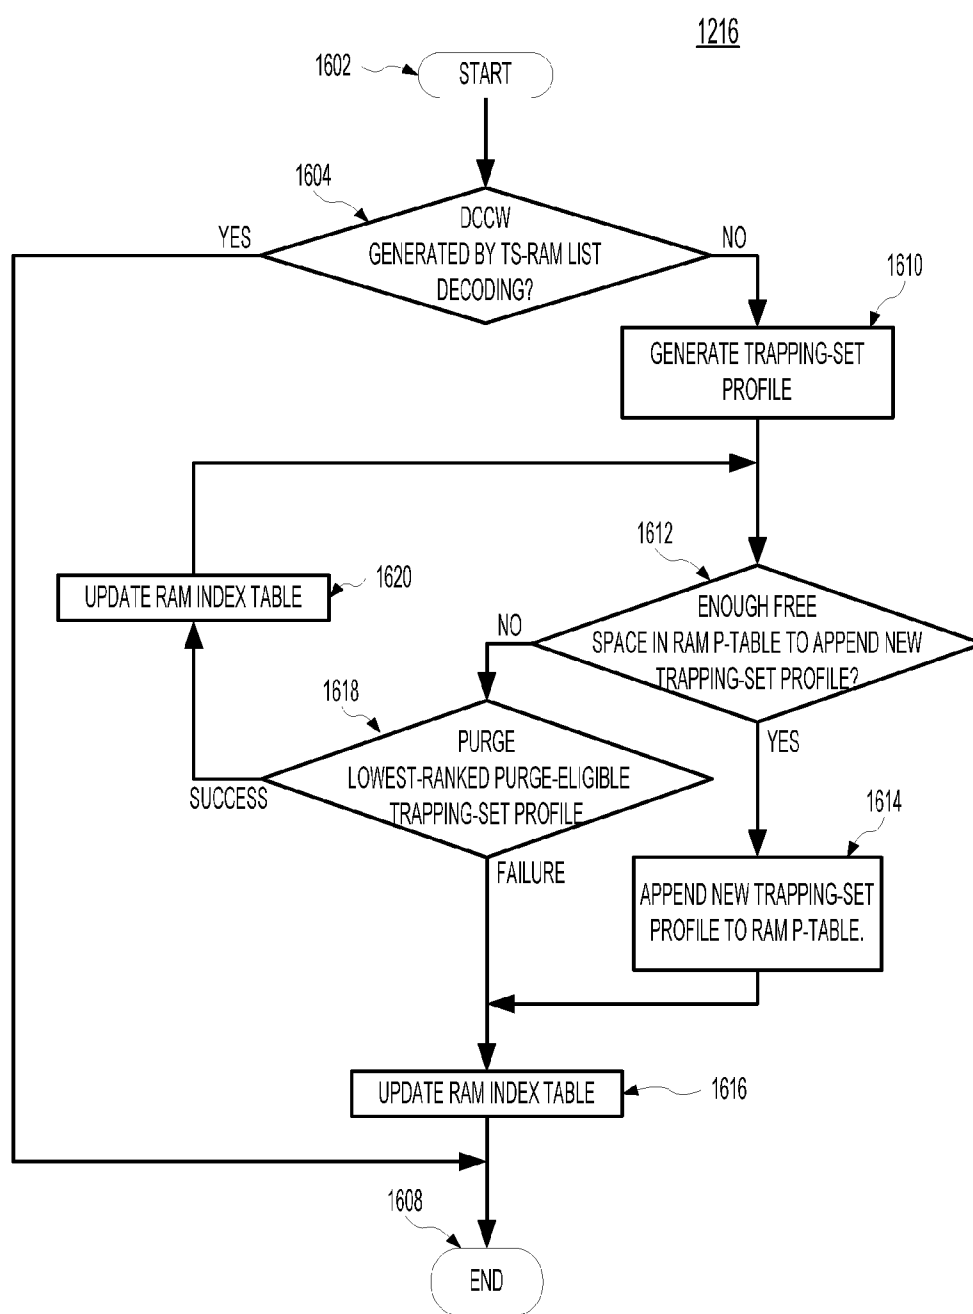 1216
1602
START
1604
DCCW
GENERATED BY TS-RAM LIST
DECODING?
YES
NO
1610
GENERATE TRAPPING-SET
PROFILE
1612
ENOUGH FREE
SPACE IN RAM P-TABLE TO APPEND NEW
TRAPPING-SET PROFILE?
NO
YES
UPDATE RAM INDEX TABLE
1620
1618
PURGE
LOWEST-RANKED PURGE-ELIGIBLE
TRAPPING-SET PROFILE
SUCCESS
FAILURE
1614
APPEND NEW TRAPPING-SET
PROFILE TO RAM P-TABLE.
UPDATE RAM INDEX TABLE
1616
1608
END